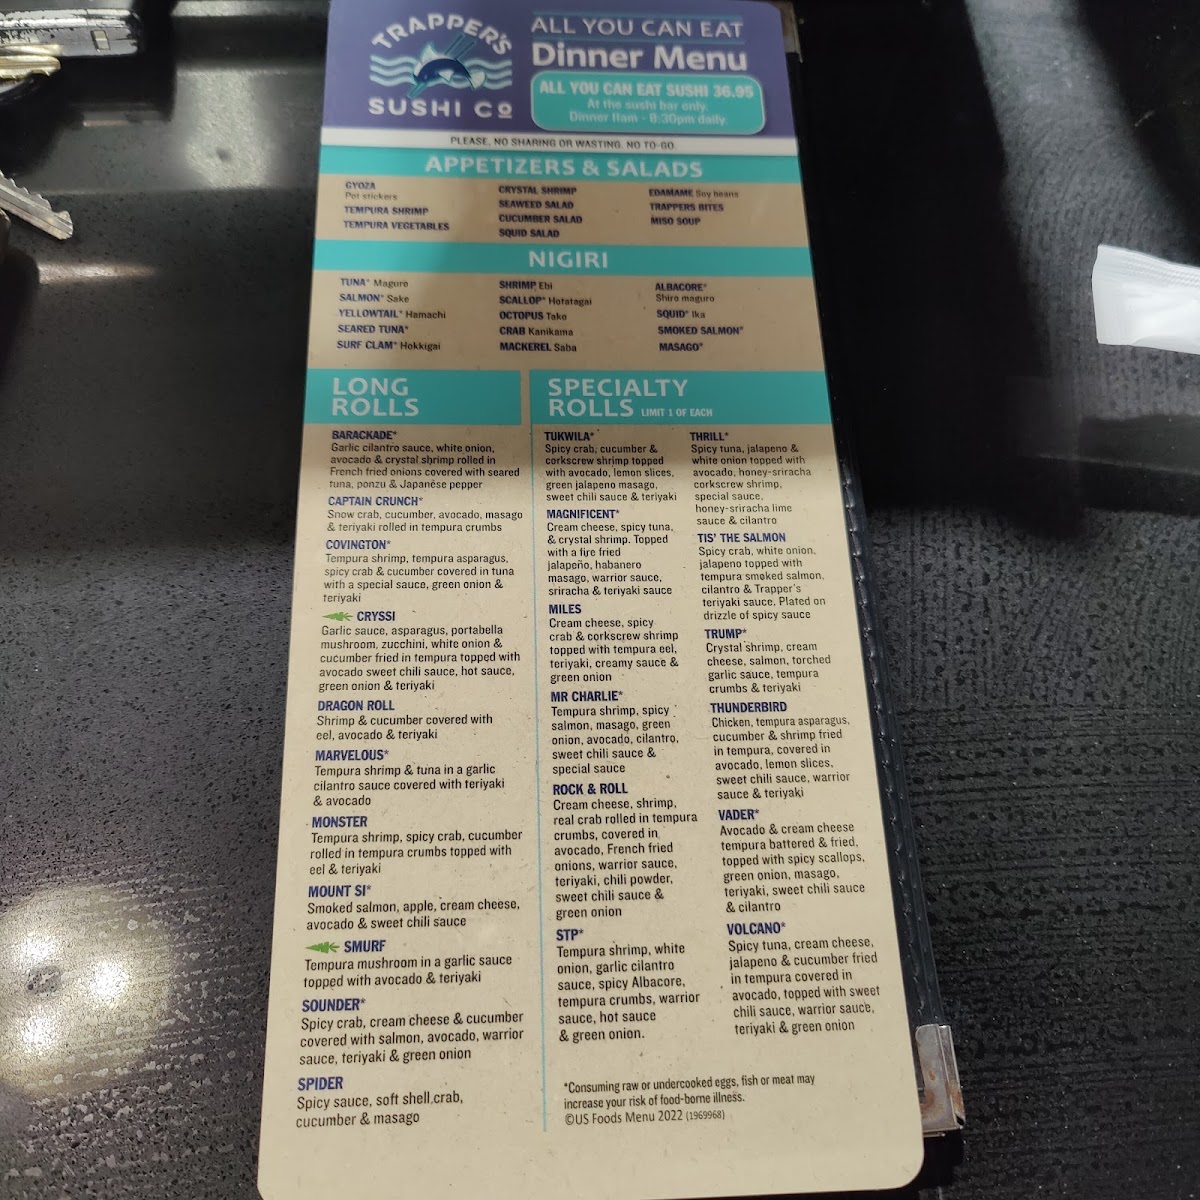 TRAPPER'S
SUSHI CO
ALL YOU CAN EAT
Dinner Menu
ALL YOU CAN EAT SUSHI 36.95
At the sushi bar only.
Dinner 11am - 8:30pm daily
PLEASE, NO SHARING OR WASTING. NO TO-GO.
APPETIZERS & SALADS
GYOZA
Pot stickers
TEMPURA SHRIMP
TEMPURA VEGETABLES
CRYSTAL SHRIMP
SEAWEED SALAD
CUCUMBER SALAD
SQUID SALAD
EDAMAME Soy beans
TRAPPERS BITES
MISO SOUP
NIGIRI
TUNA* Maguro
SALMON* Sake
YELLOWTAIL* Hamachi
SEARED TUNA*
SURF CLAM* Hokkigai
SHRIMP Ebi
SCALLOP* Hotatagai
OCTOPUS Tako
CRAB Kanikama
MACKEREL Saba
ALBACORE*
Shiro maguro
SQUID* Ika
SMOKED SALMON*
MASAGO*
LONG
ROLLS
BARACKADE*
Garlic cilantro sauce, white onion,
avocado & crystal shrimp rolled in
French fried onions covered with seared
tuna, ponzu & Japanese pepper
CAPTAIN CRUNCH*
Snow crab, cucumber, avocado, masago
& teriyaki rolled in tempura crumbs
COVINGTON*
Tempura shrimp, tempura asparagus,
spicy crab & cucumber covered in tuna
with a special sauce, green onion &
teriyaki
CRYSSI
Garlic sauce, asparagus, portabella
mushroom, zucchini, white onion &
cucumber fried in tempura topped with
avocado sweet chili sauce, hot sauce,
green onion & teriyaki
DRAGON ROLL
Shrimp & cucumber covered with
eel, avocado & teriyaki
MARVELOUS*
Tempura shrimp & tuna in a garlic
cilantro sauce covered with teriyaki
& avocado
MONSTER
Tempura shrimp, spicy crab, cucumber
rolled in tempura crumbs topped with
eel & teriyaki
MOUNT SI*
Smoked salmon, apple, cream cheese,
avocado & sweet chili sauce
SMURF
Tempura mushroom in a garlic sauce
topped with avocado & teriyaki
SOUNDER*
Spicy crab, cream cheese & cucumber
covered with salmon, avocado, warrior
sauce, teriyaki & green onion
SPIDER
Spicy sauce, soft shell crab,
cucumber & masago
SPECIALTY
ROLLS LIMIT 1 OF EACH
TUKWILA*
Spicy crab, cucumber &
corkscrew shrimp topped
with avocado, lemon slices,
green jalapeno masago,
sweet chili sauce & teriyaki
MAGNIFICENT*
Cream cheese, spicy tuna,
& crystal shrimp. Topped
with a fire fried
jalapeño, habanero
masago, warrior sauce,
sriracha & teriyaki sauce
MILES
Cream cheese, spicy
crab & corkscrew shrimp
topped with tempura eel,
teriyaki, creamy sauce &
green onion
MR CHARLIE*
Tempura shrimp, spicy
salmon, masago, green
onion, avocado, cilantro,
sweet chili sauce &
special sauce
ROCK & ROLL
Cream cheese, shrimp,
real crab rolled in tempura
crumbs, covered in
avocado, French fried
onions, warrior sauce,
teriyaki, chili powder,
sweet chili sauce &
green onion
STP*
Tempura shrimp, white
onion, garlic cilantro
sauce, spicy Albacore,
tempura crumbs, warrior
sauce, hot sauce
& green onion.
THRILL*
Spicy tuna, jalapeno &
white onion topped with
avocado, honey-sriracha
corkscrew shrimp,
special sauce,
honey-sriracha lime
sauce & cilantro
TIS' THE SALMON
Spicy crab, white onion,
jalapeno topped with
tempura smoked salmon,
cilantro & Trapper's
teriyaki sauce. Plated on
drizzle of spicy sauce
TRUMP*
Crystal shrimp, cream
cheese, salmon, torched
garlic sauce, tempura
crumbs & teriyaki
THUNDERBIRD
Chicken, tempura asparagus,
cucumber & shrimp fried
in tempura, covered in
avocado, lemon slices,
sweet chili sauce, warrior
sauce & teriyaki
VADER*
Avocado & cream cheese
tempura battered & fried,
topped with spicy scallops,
green onion, masago,
teriyaki, sweet chili sauce
& cilantro
VOLCANO*
Spicy tuna, cream cheese,
jalapeno & cucumber fried
in tempura covered in
avocado, topped with sweet
chili sauce, warrior sauce,
teriyaki & green onion
*Consuming raw or undercooked eggs, fish or meat may
increase your risk of food-borne illness.
©US Foods Menu 2022 (1969968)